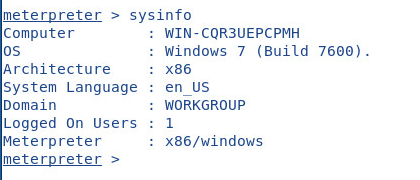 meterpreter > sysinfo
Computer        : WIN-CQR3UEPCPMH
OS              : Windows 7 (Build 7600).
Architecture    : x86
System Language : en_US
Domain          : WORKGROUP
Logged On Users : 1
Meterpreter     : x86/windows
meterpreter >